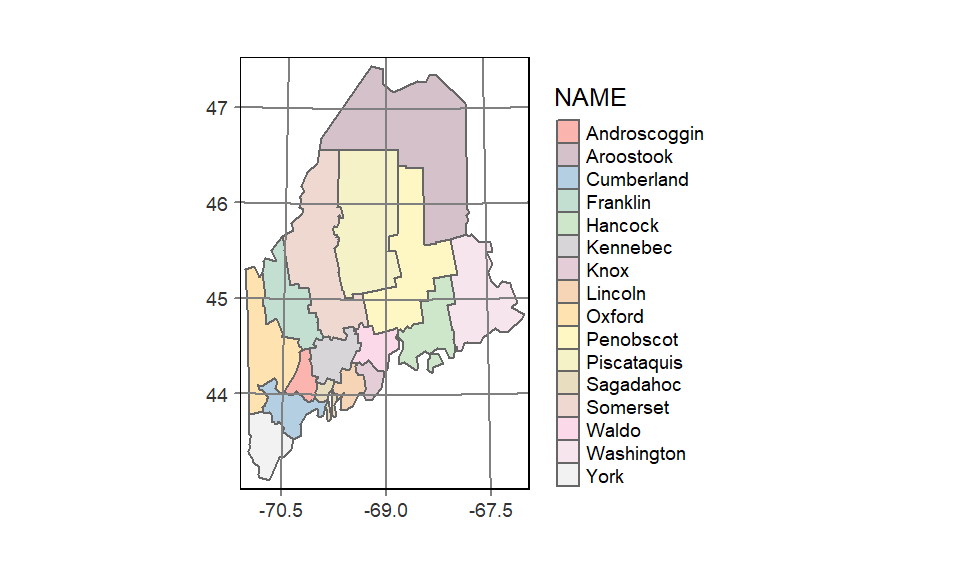 47
46
45
44
-70.5
-69.0
-67.5
NAME
Androscoggin
Aroostook
Cumberland
Franklin
Hancock
Kennebec
Knox
Lincoln
Oxford
Penobscot
Piscataquis
Sagadahoc
Somerset
Waldo
Washington
York